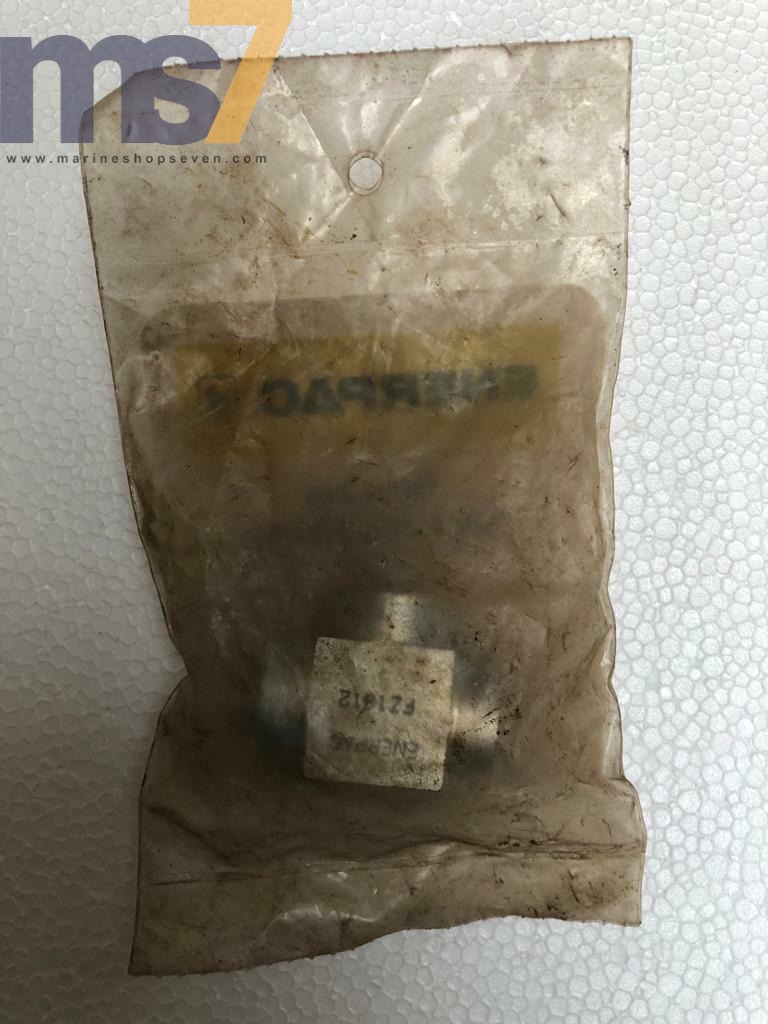 ms7
www.marineshopseven.com
ENERPAC
ENERPAC
FZ1612